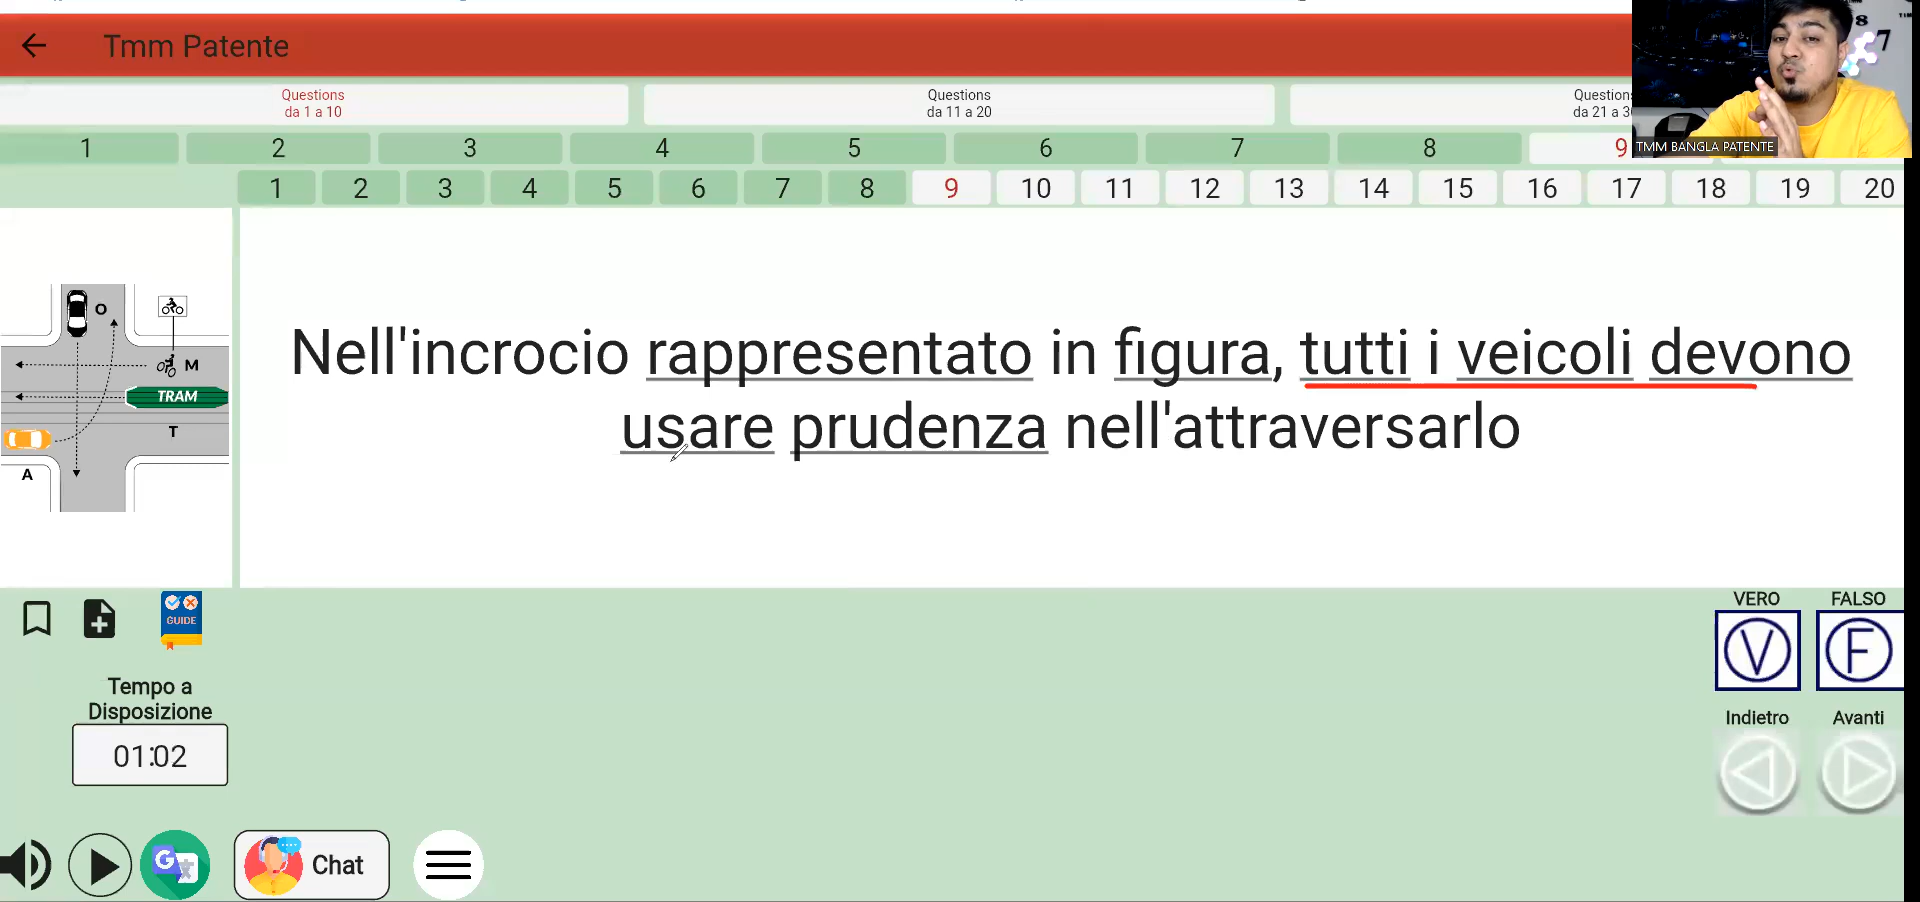 Tmm Patente
Questions
da 1 a 10
Questions
da 11 a 20
Questions
da 21 a 30
1 2 3 4 5 6 7 8 9
1 2 3 4 5 6 7 8 9 10 11 12 13 14 15 16 17 18 19 20
TMM BANGLA PATENTE
8
7
O
M
TRAM
T
A
Nell'incrocio rappresentato in figura, tutti i veicoli devono
usare prudenza nell'attraversarlo
GUIDE
VERO FALSO
V F
Tempo a
Disposizione
01:02
Indietro Avanti
G
Chat